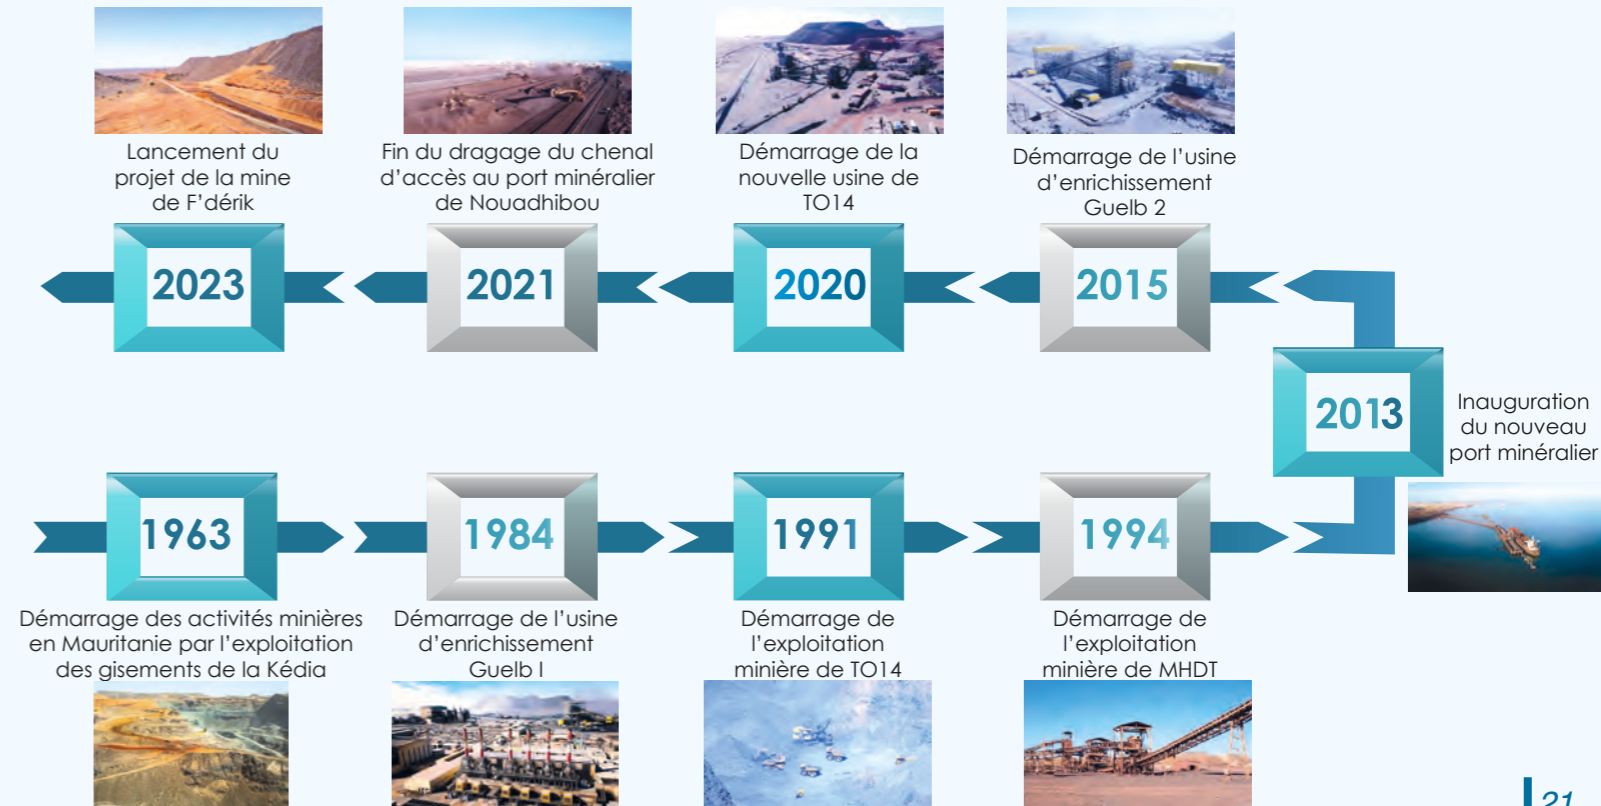 Lancement du
projet de la mine
de F'dérik
Fin du dragage du chenal
d'accès au port minéralier
de Nouadhibou
Démarrage de la
nouvelle usine de
TO14
Démarrage de l'usine
d'enrichissement
Guelb 2
2023
2021
2020
2015
2013
Inauguration
du nouveau
port minéralier
1963
1984
1991
1994
Démarrage des activités minières
en Mauritanie par l'exploitation
des gisements de la Kédia
Démarrage de l'usine
d'enrichissement
Guelb I
Démarrage de
l'exploitation
minière de TO14
Démarrage de
l'exploitation
minière de MHDT
21